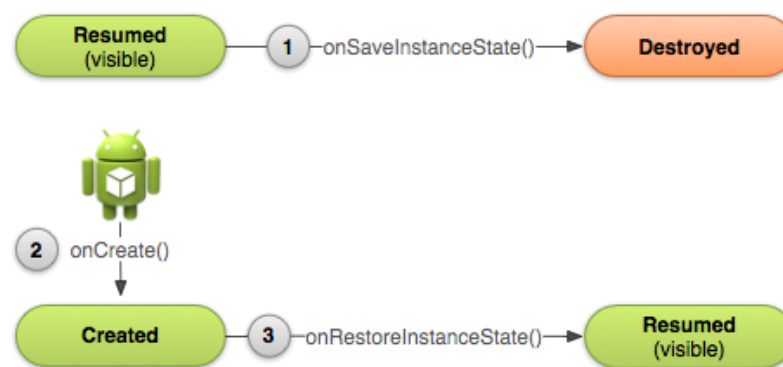 Resumed
(visible)
1
onSaveInstanceState()
Destroyed
2
onCreate()
Created
3
onRestoreInstanceState()
Resumed
(visible)